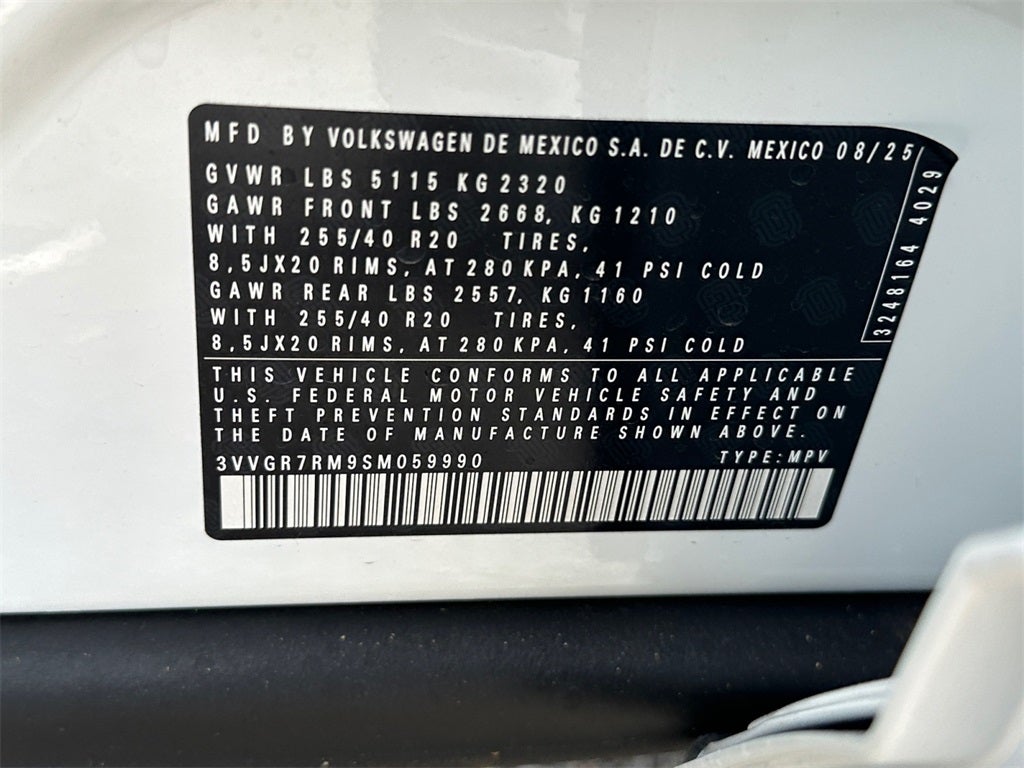 MFD BY VOLKSWAGEN DE MEXICO S.A. DE C.V. MEXICO 08/25
GVWR LBS 5115 KG 2320
GAWR FRONT LBS 2668, KG 1210
WITH 255/40 R20 TIRES,
8,5JX20 RIMS, AT 280 KPA, 41 PSI COLD
GAWR REAR LBS 2557, KG 1160
WITH 255/40 R20 TIRES,
8,5JX20 RIMS, AT 280 KPA, 41 PSI COLD
3248164 4029
THIS VEHICLE CONFORMS TO ALL APPLICABLE
U.S. FEDERAL MOTOR VEHICLE SAFETY AND
THEFT PREVENTION STANDARDS IN EFFECT ON
THE DATE OF MANUFACTURE SHOWN ABOVE.
3VVGR7RM9SM059990 TYPE: MPV